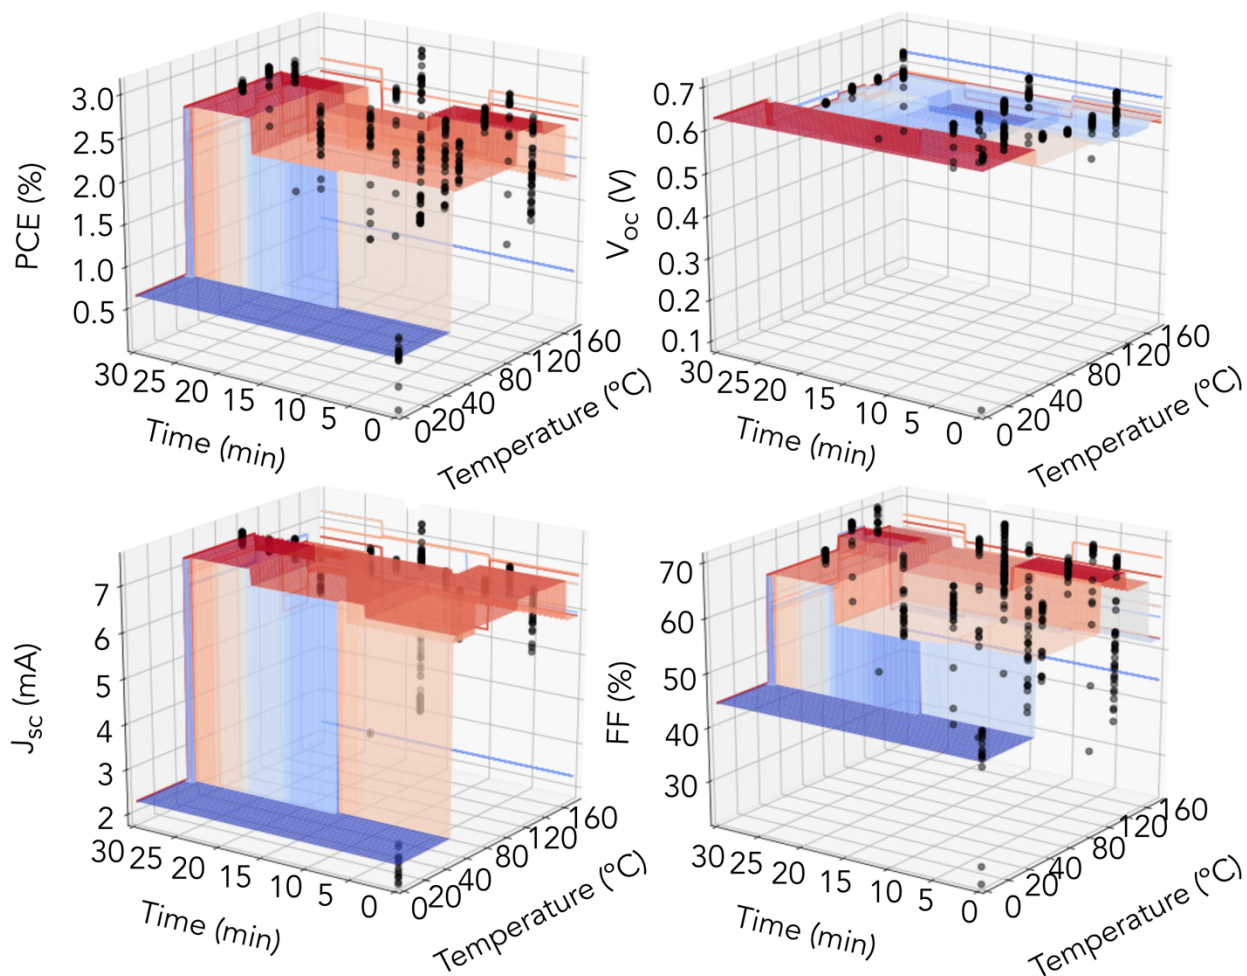 PCE (%)
3.0
2.5
2.0
1.5
1.0
0.5
30 25 20 15 10 5 0
Time (min)
0 20 40 80 120 160
Temperature (°C)
Voc (V)
0.7
0.6
0.5
0.4
0.3
0.2
0.1
30 25 20 15 10 5 0
Time (min)
0 20 40 80 120 160
Temperature (°C)
Jsc (mA)
7
6
5
4
3
2
30 25 20 15 10 5 0
Time (min)
0 20 40 80 120 160
Temperature (°C)
FF (%)
70
60
50
40
30
30 25 20 15 10 5 0
Time (min)
0 20 40 80 120 160
Temperature (°C)